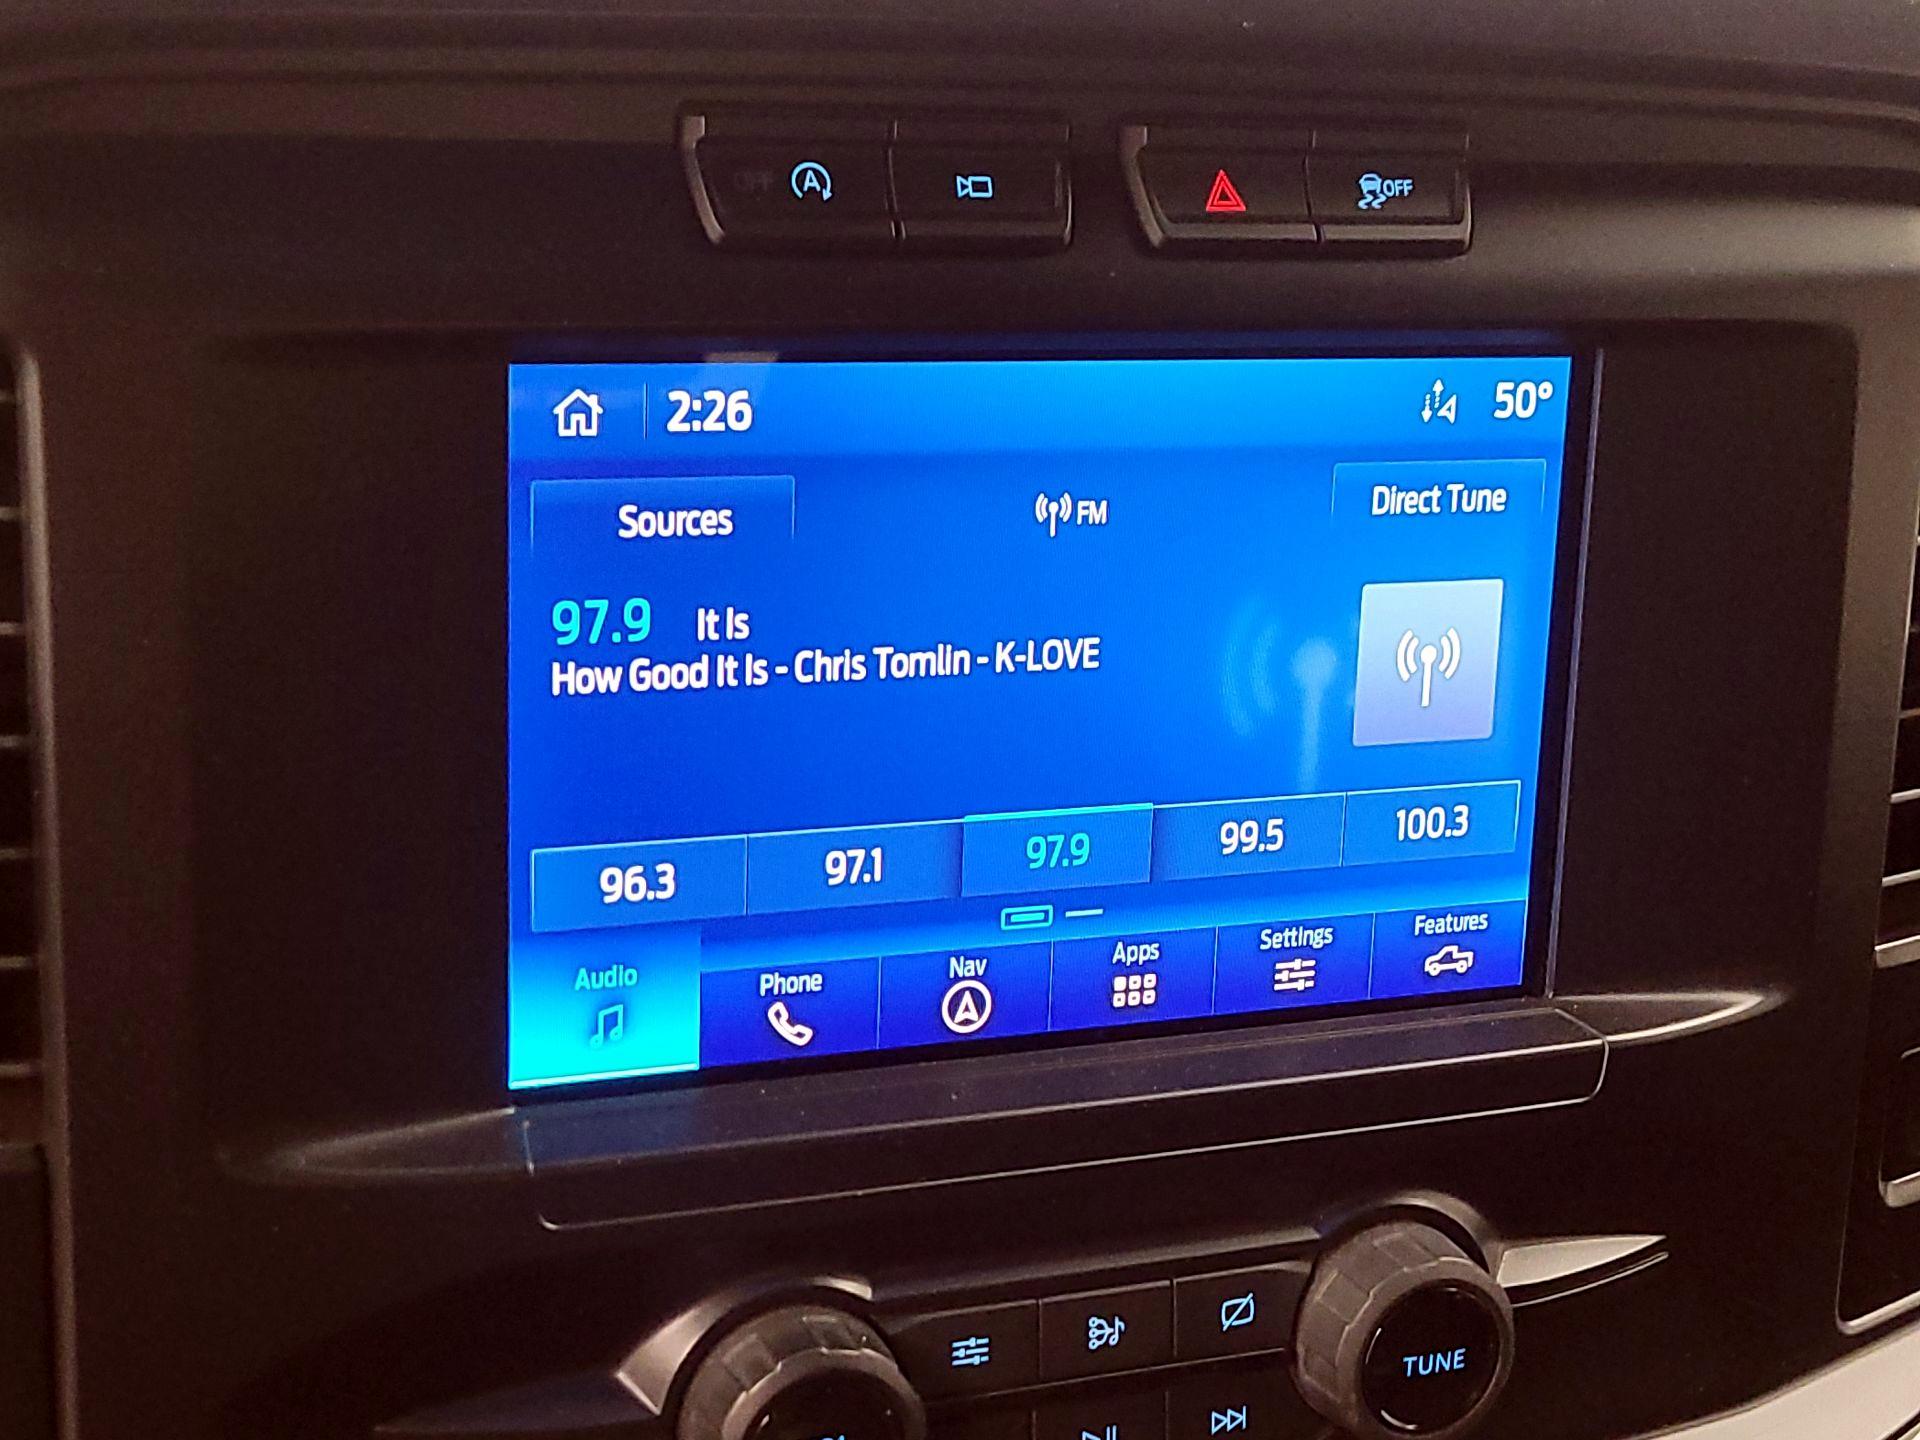 OFF A OFF
2:26 50°
Sources FM Direct Tune
97.9 It Is
How Good It Is - Chris Tomlin - K-LOVE
96.3 97.1 97.9 99.5 100.3
Audio Phone Nav Apps Settings Features
TUNE